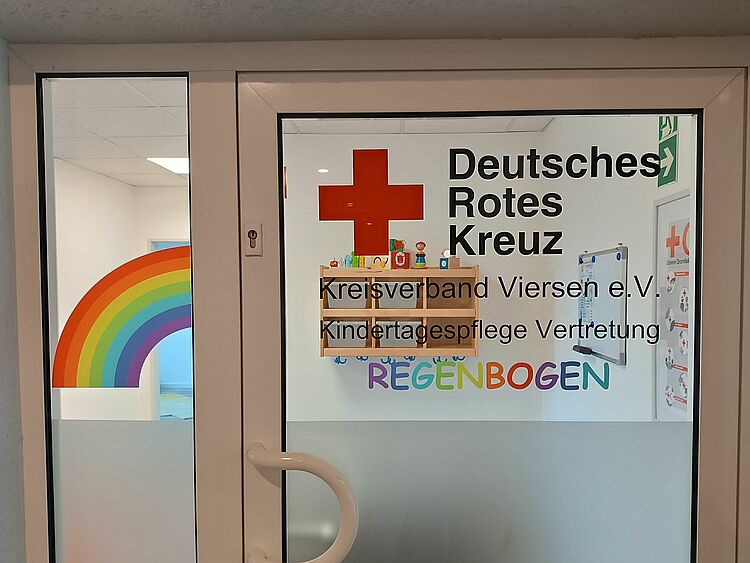 Deutsches
Rotes
Kreuz
Kreisverband Viersen e.V.
Kindertagespflege Vertretung
REGENBOGEN